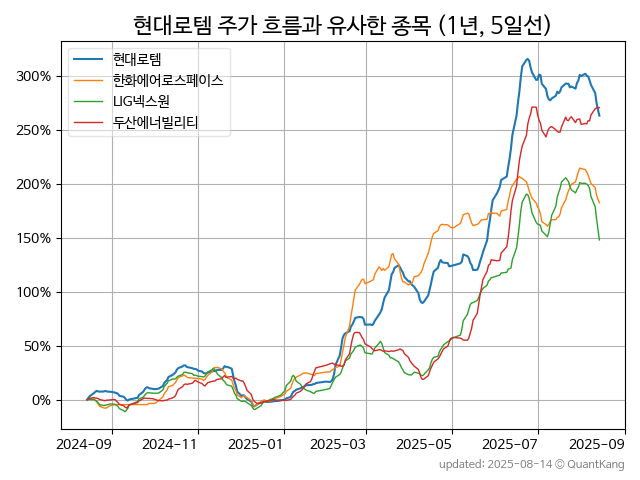 현대로템 주가 흐름과 유사한 종목 (1년, 5일선)
현대로템
한화에어로스페이스
LIG넥스원
두산에너빌리티
300%
250%
200%
150%
100%
50%
0%
2024-09 2024-11 2025-01 2025-03 2025-05 2025-07 2025-09
updated: 2025-08-14 © QuantKang